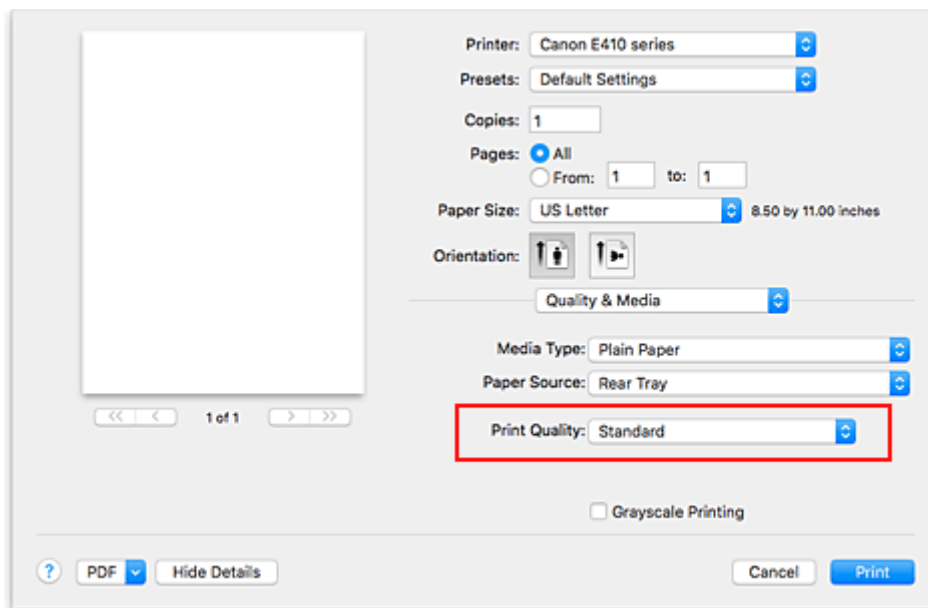 Printer: Canon E410 series
Presets: Default Settings
Copies: 1
Pages: All
From: 1 to: 1
Paper Size: US Letter 8.50 by 11.00 inches
Orientation:
Quality & Media
Media Type: Plain Paper
Paper Source: Rear Tray
<< < 1 of 1 > >>
Print Quality: Standard
Grayscale Printing
? PDF Hide Details Cancel Print